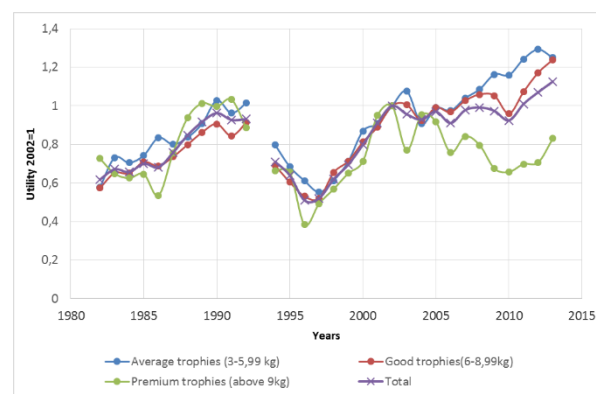 1,4
1,2
1
0,8
0,6
0,4
0,2
0
Utility 2002=1
1980 1985 1990 1995 2000 2005 2010 2015
Years
Average trophies (3-5,99 kg) Good trophies(6-8,99kg)
Premium trophies (above 9kg) Total